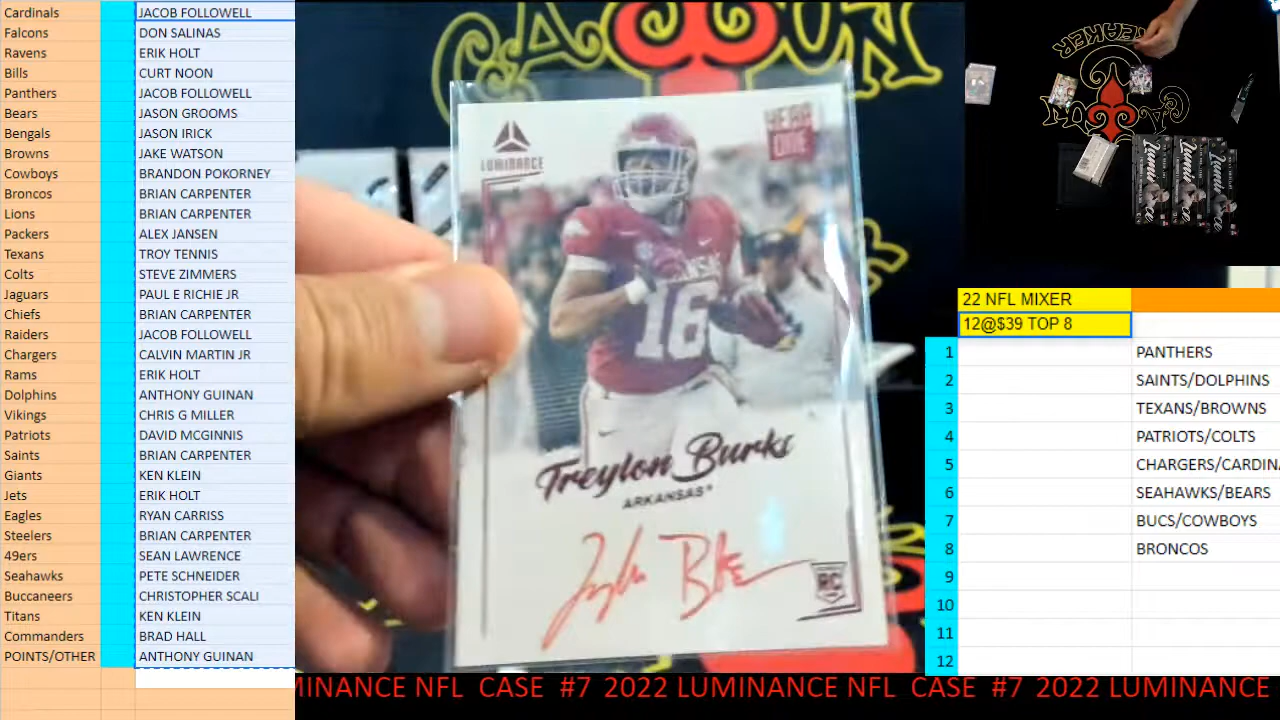 Cardinals JACOB FOLLOWELL
Falcons DON SALINAS
Ravens ERIK HOLT
Bills CURT NOON
Panthers JACOB FOLLOWELL
Bears JASON GROOMS
Bengals JASON IRICK
Browns JAKE WATSON
Cowboys BRANDON POKORNEY
Broncos BRIAN CARPENTER
Lions BRIAN CARPENTER
Packers ALEX JANSEN
Texans TROY TENNIS
Colts STEVE ZIMMERS
Jaguars PAUL E RICHIE JR
Chiefs BRIAN CARPENTER
Raiders JACOB FOLLOWELL
Chargers CALVIN MARTIN JR
Rams ERIK HOLT
Dolphins ANTHONY GUINAN
Vikings CHRIS G MILLER
Patriots DAVID MCGINNIS
Saints BRIAN CARPENTER
Giants KEN KLEIN
Jets ERIK HOLT
Eagles RYAN CARRISS
Steelers BRIAN CARPENTER
49ers SEAN LAWRENCE
Seahawks PETE SCHNEIDER
Buccaneers CHRISTOPHER SCALI
Titans KEN KLEIN
Commanders BRAD HALL
POINTS/OTHER ANTHONY GUINAN
LUMINANCE
YEAR
ONE
16
Treylon Burks
ARKANSAS
RC
22 NFL MIXER
12@$39 TOP 8
1 PANTHERS
2 SAINTS/DOLPHINS
3 TEXANS/BROWNS
4 PATRIOTS/COLTS
5 CHARGERS/CARDINA
6 SEAHAWKS/BEARS
7 BUCS/COWBOYS
8 BRONCOS
9
10
11
12
MINANCE NFL CASE #7 2022 LUMINANCE NFL CASE #7 2022 LUMINANCE